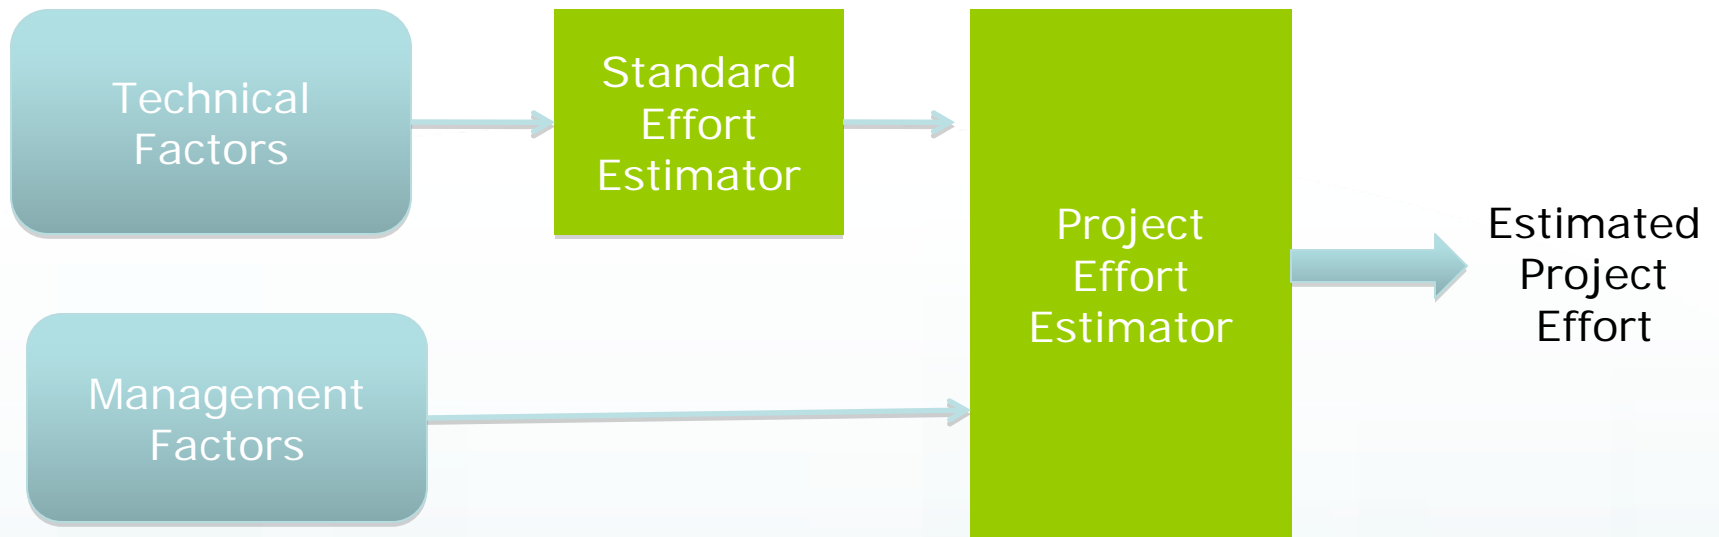 Technical
Factors
Standard
Effort
Estimator
Project
Effort
Estimator
Estimated
Project
Effort
Management
Factors